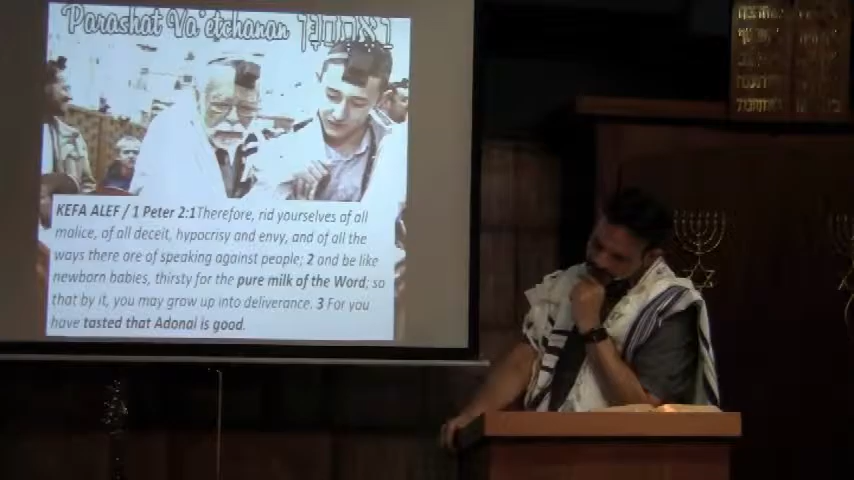 Parashat Va'etchanan וָאֶתְחַנַּן
KEFA ALEF / 1 Peter 2:1Therefore, rid yourselves of all
malice, of all deceit, hypocrisy and envy, and of all the
ways there are of speaking against people; 2 and be like
newborn babies, thirsty for the pure milk of the Word; so
that by it, you may grow up into deliverance. 3 For you
have tasted that Adonai is good.